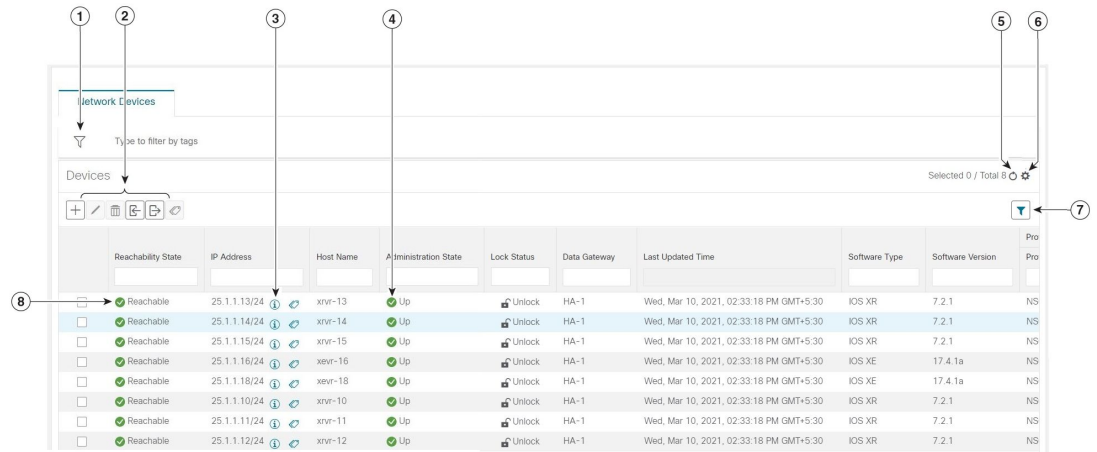 1 2 3 4 5 6
Network Devices
Type to filter by tags
Devices
Selected 0 / Total 8
7
Reachability State IP Address Host Name Administration State Lock Status Data Gateway Last Updated Time Software Type Software Version
8
Reachable 25.1.1.13/24 xrvr-13 Up Unlock HA-1 Wed, Mar 10, 2021, 02:33:18 PM GMT+5:30 IOS XR 7.2.1 NS
Reachable 25.1.1.14/24 xrvr-14 Up Unlock HA-1 Wed, Mar 10, 2021, 02:33:18 PM GMT+5:30 IOS XR 7.2.1 NS
Reachable 25.1.1.15/24 xrvr-15 Up Unlock HA-1 Wed, Mar 10, 2021, 02:33:18 PM GMT+5:30 IOS XR 7.2.1 NS
Reachable 25.1.1.16/24 xevr-16 Up Unlock HA-1 Wed, Mar 10, 2021, 02:33:18 PM GMT+5:30 IOS XE 17.4.1a NS
Reachable 25.1.1.18/24 xevr-18 Up Unlock HA-1 Wed, Mar 10, 2021, 02:33:18 PM GMT+5:30 IOS XE 17.4.1a NS
Reachable 25.1.1.10/24 xrvr-10 Up Unlock HA-1 Wed, Mar 10, 2021, 02:33:18 PM GMT+5:30 IOS XR 7.2.1 NS
Reachable 25.1.1.11/24 xrvr-11 Up Unlock HA-1 Wed, Mar 10, 2021, 02:33:18 PM GMT+5:30 IOS XR 7.2.1 NS
Reachable 25.1.1.12/24 xrvr-12 Up Unlock HA-1 Wed, Mar 10, 2021, 02:33:18 PM GMT+5:30 IOS XR 7.2.1 NS